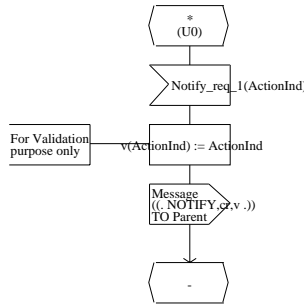 *
(U0)
Notify_req_1(ActionInd)
For Validation
purpose only
v(ActionInd) := ActionInd
Message
((. NOTIFY,cr,v .))
TO Parent
-